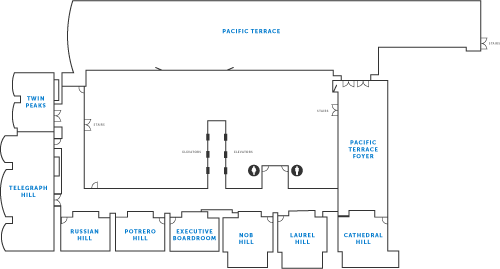 PACIFIC TERRACE
STAIRS
TWIN
PEAKS
STAIRS
STAIRS
ELEVATORS
ELEVATORS
PACIFIC
TERRACE
FOYER
TELEGRAPH
HILL
RUSSIAN
HILL
POTRERO
HILL
EXECUTIVE
BOARDROOM
NOB
HILL
LAUREL
HILL
CATHEDRAL
HILL